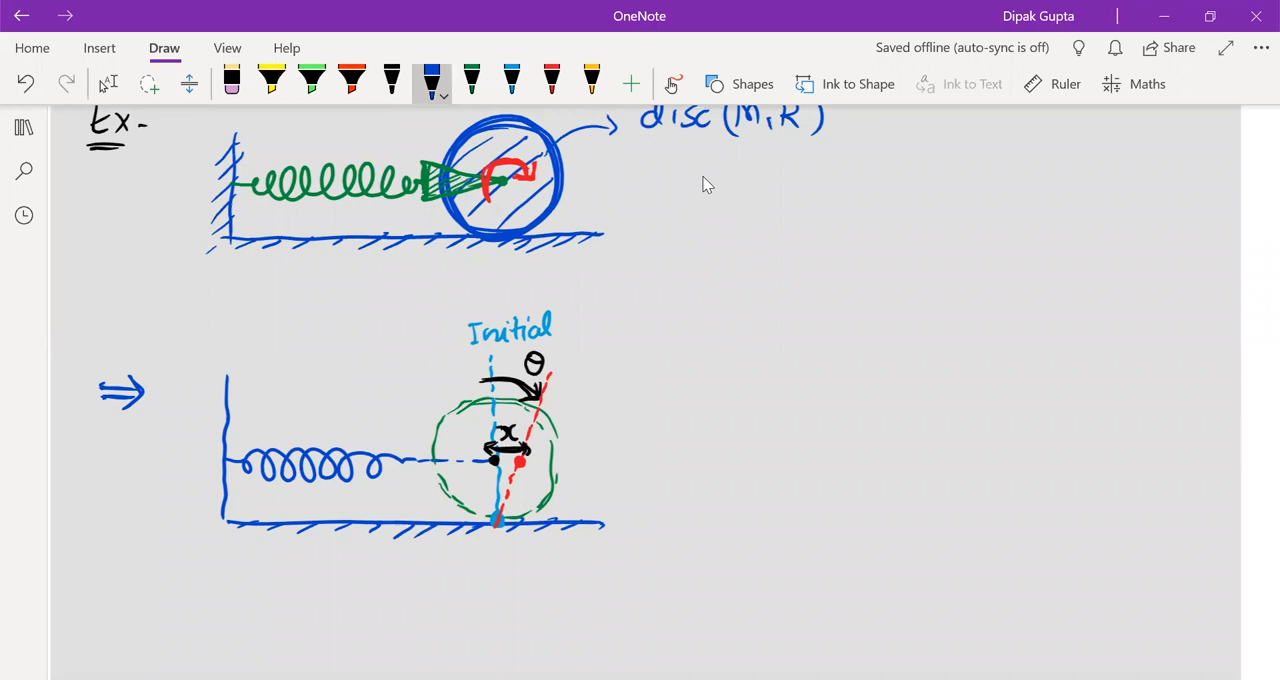 OneNote
Dipak Gupta
Home Insert Draw View Help
Saved offline (auto-sync is off)
Share
Shapes
Ink to Shape
Ink to Text
Ruler
Maths
Ex-
disc (M, R)
Initial
θ
x